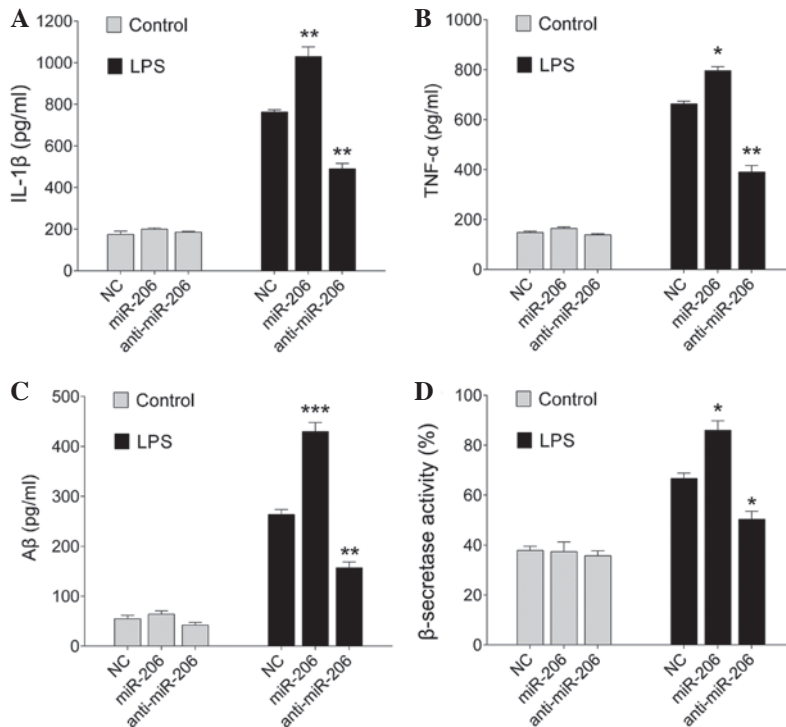 A
Control
LPS
**
**
IL-1β (pg/ml)
1200
1000
800
600
400
200
0
NC
miR-206
anti-miR-206
NC
miR-206
anti-miR-206
B
Control
LPS
*
**
TNF-α (pg/ml)
1000
800
600
400
200
0
NC
miR-206
anti-miR-206
NC
miR-206
anti-miR-206
C
Control
LPS
***
**
Aβ (pg/ml)
500
400
300
200
100
0
NC
miR-206
anti-miR-206
NC
miR-206
anti-miR-206
D
Control
LPS
*
*
β-secretase activity (%)
100
80
60
40
20
0
NC
miR-206
anti-miR-206
NC
miR-206
anti-miR-206